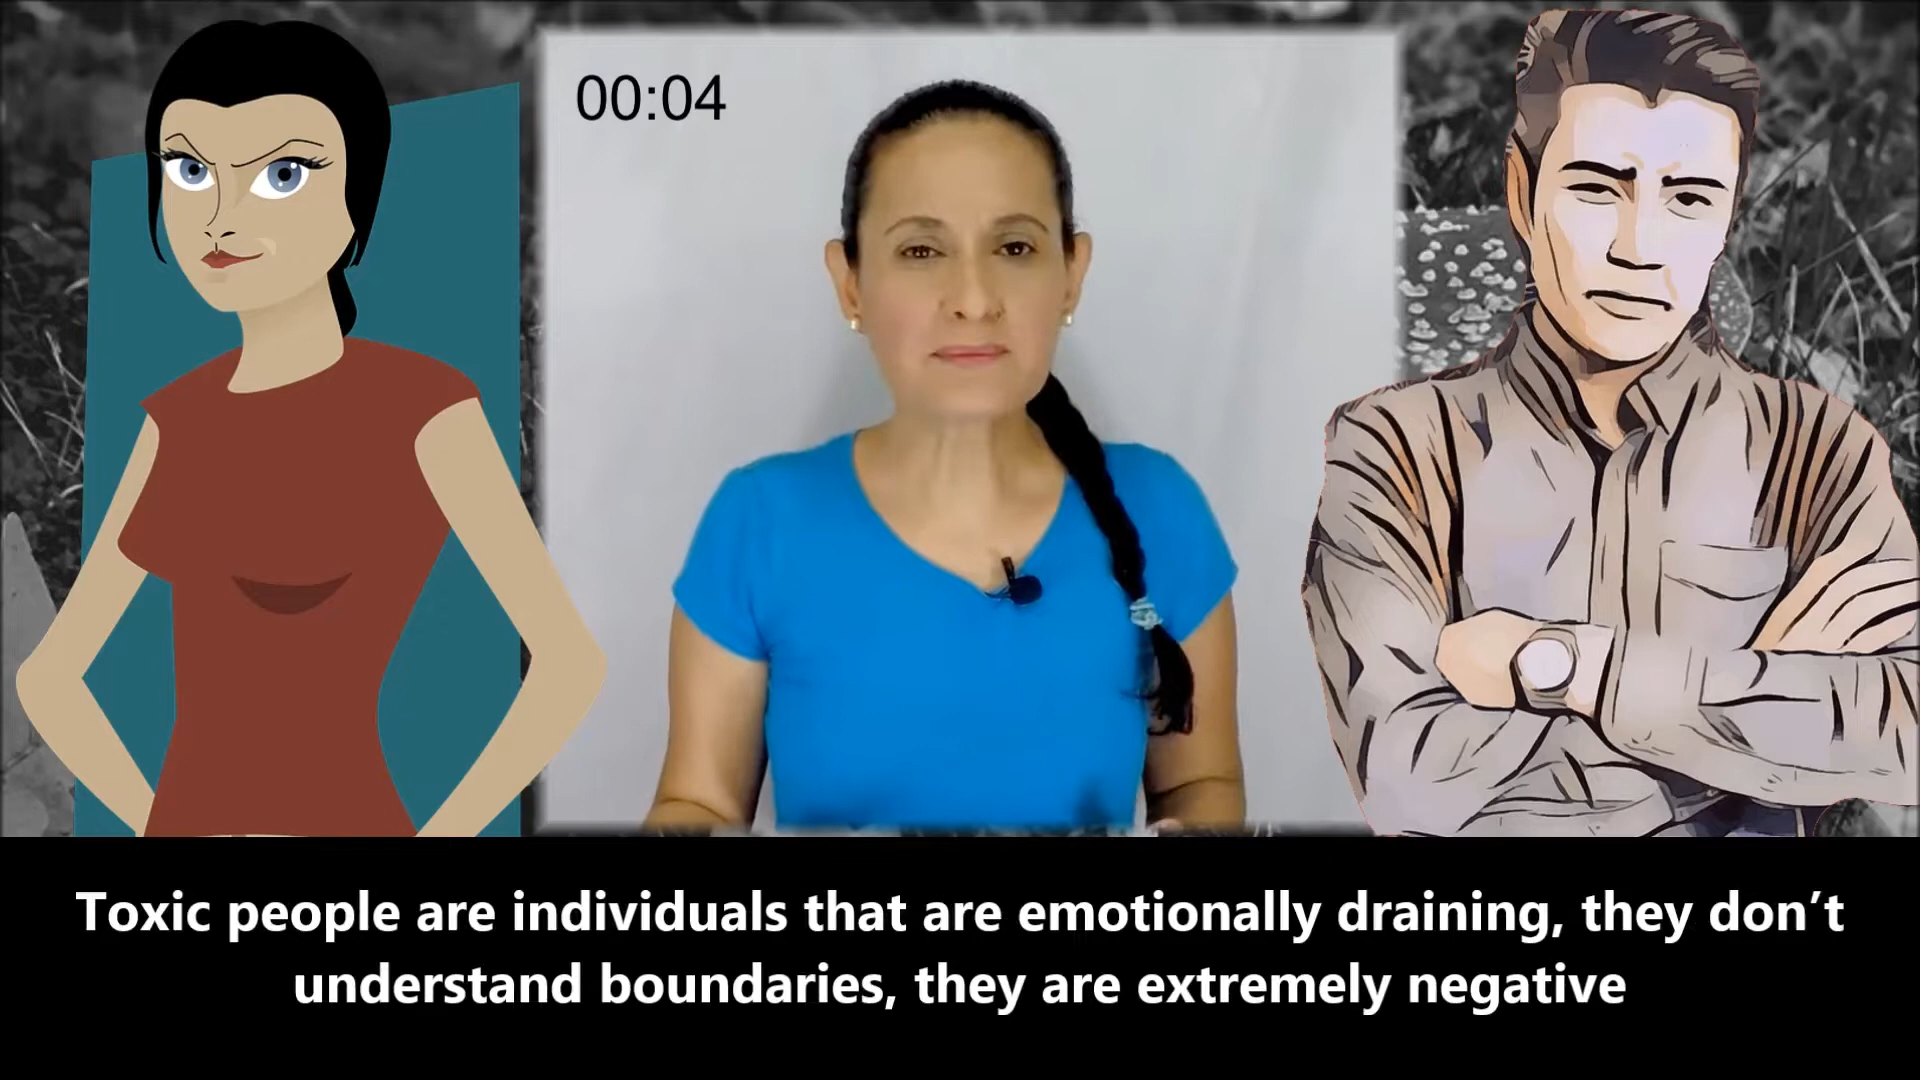 00:04
Toxic people are individuals that are emotionally draining, they don’t
understand boundaries, they are extremely negative